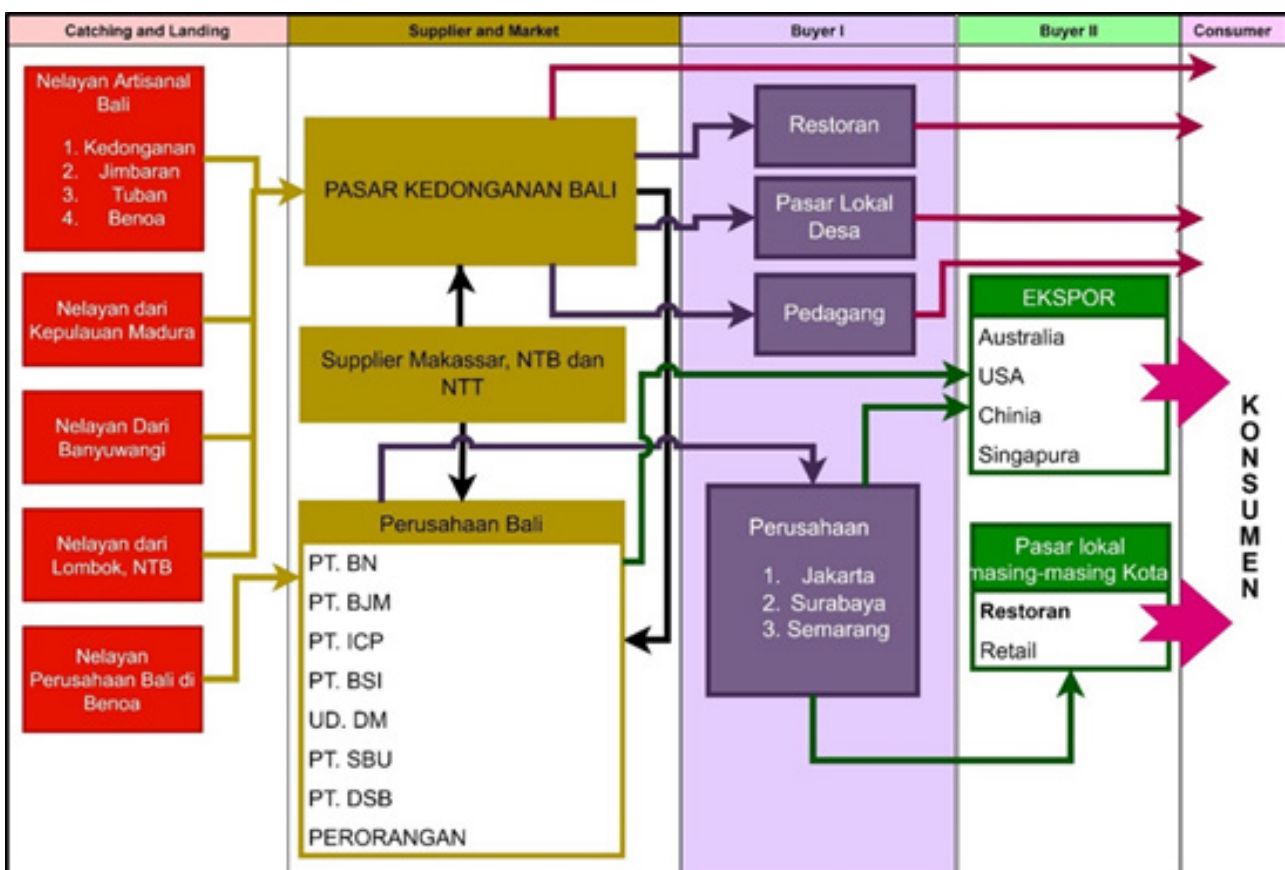 Catching and Landing
Supplier and Market
Buyer I
Buyer II
Consumer
Nelayan Artisanal
Bali
1. Kedonganan
2. Jimbaran
3. Tuban
4. Benoa
Nelayan dari
Kepulauan Madura
Nelayan Dari
Banyuwangi
Nelayan dari
Lombok, NTB
Nelayan
Perusahaan Bali di
Benoa
PASAR KEDONGANAN BALI
Supplier Makassar, NTB dan
NTT
Perusahaan Bali
PT. BN
PT. BJM
PT. ICP
PT. BSI
UD. DM
PT. SBU
PT. DSB
PERORANGAN
Restoran
Pasar Lokal
Desa
Pedagang
Perusahaan
1. Jakarta
2. Surabaya
3. Semarang
EKSPOR
Australia
USA
Chinia
Singapura
Pasar lokal
masing-masing Kota
Restoran
Retail
KONSUMEN